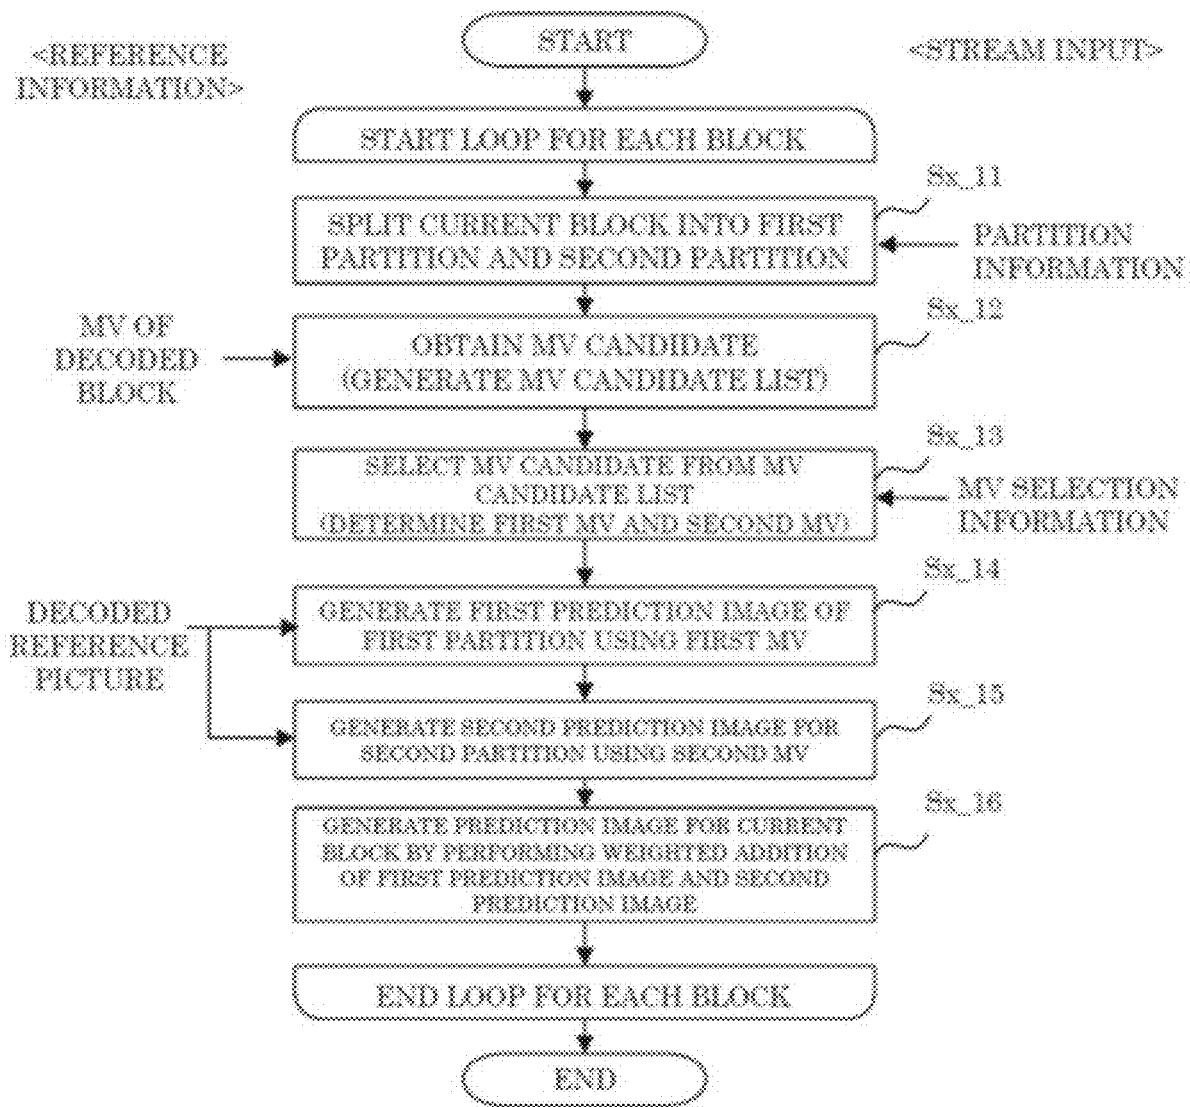 START
<REFERENCE
INFORMATION>
<STREAM INPUT>
START LOOP FOR EACH BLOCK
Sx_11
SPLIT CURRENT BLOCK INTO FIRST
PARTITION AND SECOND PARTITION
PARTITION
INFORMATION
Sx_12
MV OF
DECODED
BLOCK
OBTAIN MV CANDIDATE
(GENERATE MV CANDIDATE LIST)
Sx_13
SELECT MV CANDIDATE FROM MV
CANDIDATE LIST
(DETERMINE FIRST MV AND SECOND MV)
MV SELECTION
INFORMATION
Sx_14
DECODED
REFERENCE
PICTURE
GENERATE FIRST PREDICTION IMAGE OF
FIRST PARTITION USING FIRST MV
Sx_15
GENERATE SECOND PREDICTION IMAGE FOR
SECOND PARTITION USING SECOND MV
Sx_16
GENERATE PREDICTION IMAGE FOR CURRENT
BLOCK BY PERFORMING WEIGHTED ADDITION
OF FIRST PREDICTION IMAGE AND SECOND
PREDICTION IMAGE
END LOOP FOR EACH BLOCK
END